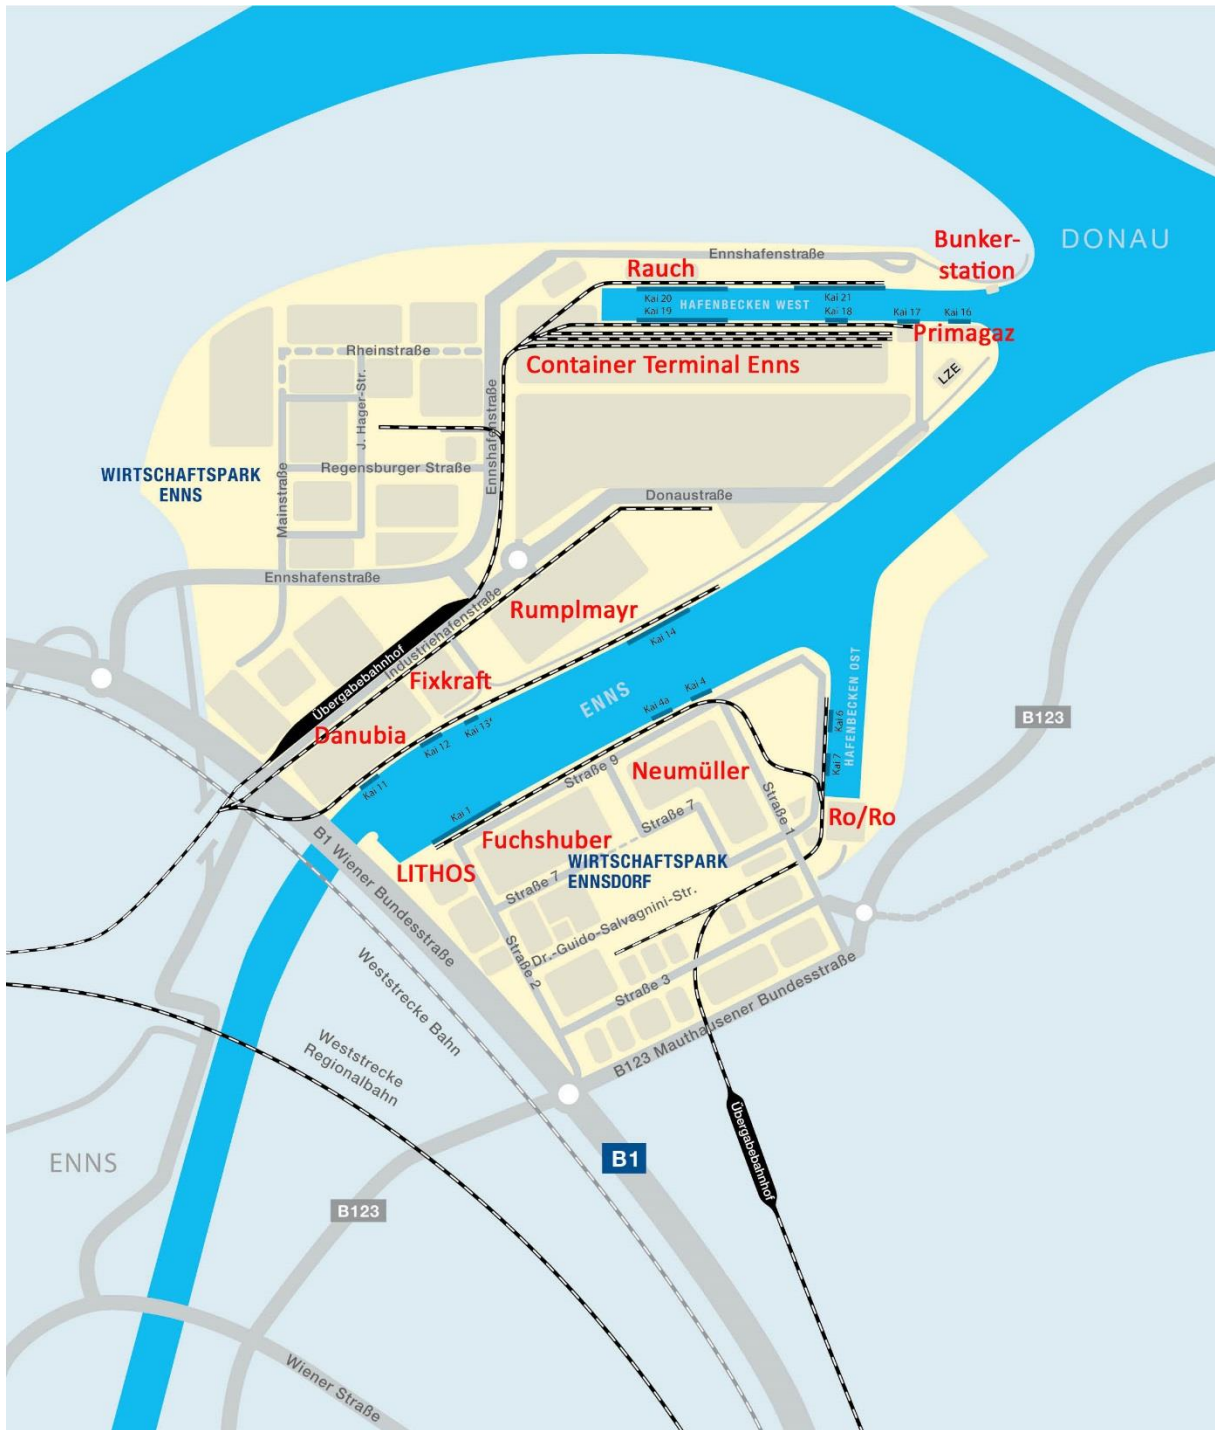 DONAU
Bunker-
station
Ennshafenstraße
Rauch
Kai 20
HAFENBECKEN WEST
Kai 21
Kai 19
Kai 18
Kai 17
Kai 16
Primagaz
Container Terminal Enns
LZE
Rheinstraße
J. Hager-Str.
Ennshafenstraße
WIRTSCHAFTSPARK
ENNS
Regensburger Straße
Mainstraße
Donaustraße
Ennshafenstraße
Industriehafenstraße
Rumplmayr
Übergabebahnhof
Kai 14
Fixkraft
ENNS
Danubia
Kai 13
Kai 12
Kai 11
Kai 4
Kai 4a
Kai 6
Kai 7
HAFENBECKEN OST
B123
Straße 9
Neumüller
Kai 1
Straße 7
Straße 1
Ro/Ro
Fuchshuber
B1 Wiener Bundesstraße
LITHOS
WIRTSCHAFTSPARK
ENNSDORF
Straße 7
Dr.-Guido-Salvagnini-Str.
Straße 2
Straße 3
B123 Mauthausener Bundesstraße
Weststrecke Bahn
Weststrecke
Regionalbahn
Übergabebahnhof
ENNS
B1
B123
Wiener Straße